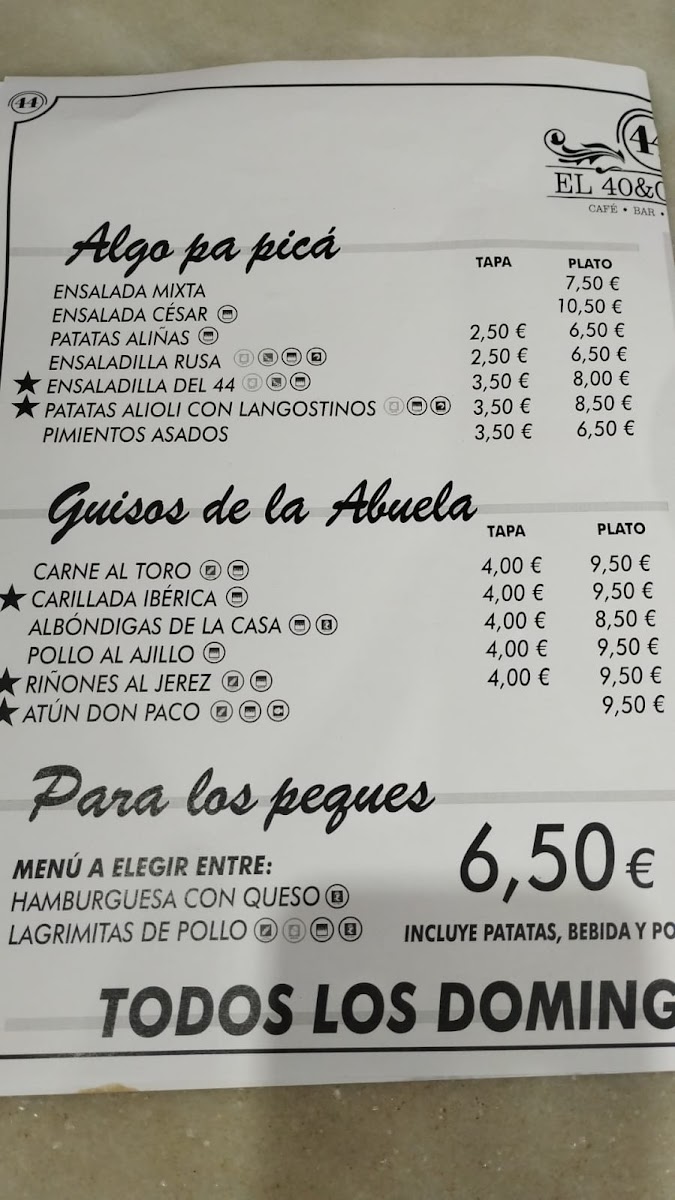 44
44
EL 40&
CAFÉ • BAR •
Algo pa picá
TAPA PLATO
ENSALADA MIXTA 7,50 €
ENSALADA CÉSAR 10,50 €
PATATAS ALIÑAS 2,50 € 6,50 €
ENSALADILLA RUSA 2,50 € 6,50 €
ENSALADILLA DEL 44 3,50 € 8,00 €
PATATAS ALIOLI CON LANGOSTINOS 3,50 € 8,50 €
PIMIENTOS ASADOS 3,50 € 6,50 €
Guisos de la Abuela
TAPA PLATO
CARNE AL TORO 4,00 € 9,50 €
CARILLADA IBÉRICA 4,00 € 9,50 €
ALBÓNDIGAS DE LA CASA 4,00 € 8,50 €
POLLO AL AJILLO 4,00 € 9,50 €
RIÑONES AL JEREZ 4,00 € 9,50 €
ATÚN DON PACO 9,50 €
Para los peques
MENÚ A ELEGIR ENTRE: 6,50 €
HAMBURGUESA CON QUESO
LAGRIMITAS DE POLLO
INCLUYE PATATAS, BEBIDA Y PO
TODOS LOS DOMING